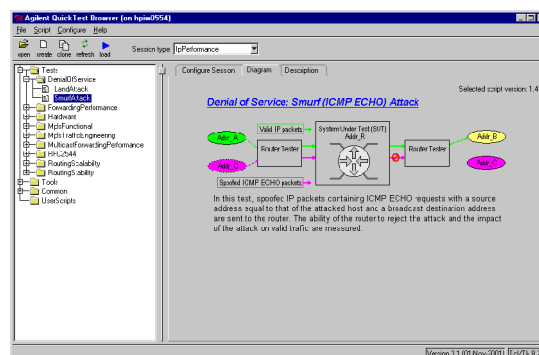 Agilent QuickTest Browser (on hpiw0554)
File Script Configure Help
open create clone refresh load
Session type IpPerformance
Tests
DenialOfService
LandAttack
SmurfAttack
ForwardingPerformance
Hardware
MplsFunctional
MplsTrafficEngineering
MulticastForwardingPerformance
RFC2544
RoutingScalability
RoutingStability
Tools
Common
UserScripts
Configure Session Diagram Description
Selected script version: 1.4
Denial of Service: Smurf (ICMP ECHO) Attack
Valid IP packets
System Under Test (SUT)
Addr_R
Addr_A
Addr_C
Router Tester
Router Tester
Addr_B
Addr_C
Spoofed ICMP ECHO packets
In this test, spoofed IP packets containing ICMP ECHO requests with a source
address equal to that of the attacked host and a broadcast destination address
are sent to the router. The ability of the router to reject the attack and the impact
of the attack on valid traffic are measured.
Version 3.1 (01-Nov-2001) Tcl/Tk 8.3